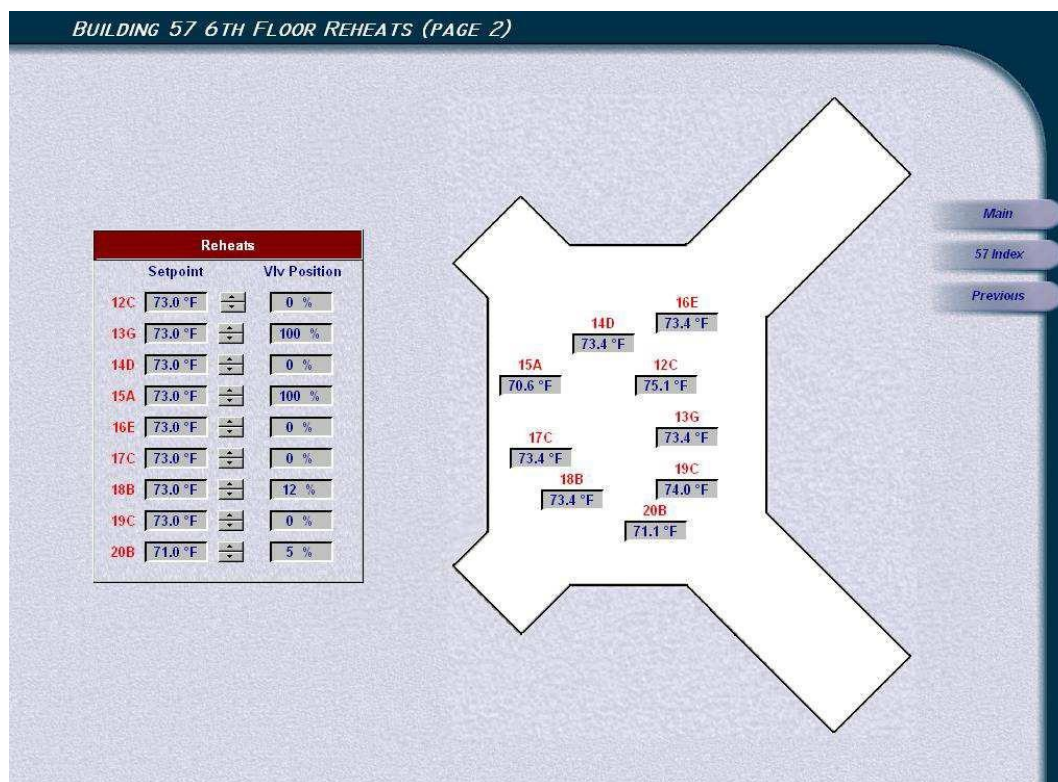 BUILDING 57 6TH FLOOR REHEATS (PAGE 2)
Main
57 Index
Previous
Reheats
Setpoint Vlv Position
12C 73.0 °F 0 %
13G 73.0 °F 100 %
14D 73.0 °F 0 %
15A 73.0 °F 100 %
16E 73.0 °F 0 %
17C 73.0 °F 0 %
18B 73.0 °F 12 %
19C 73.0 °F 0 %
20B 71.0 °F 5 %
16E
73.4 °F
14D
73.4 °F
15A
70.6 °F
12C
75.1 °F
13G
73.4 °F
17C
73.4 °F
18B
73.4 °F
19C
74.0 °F
20B
71.1 °F